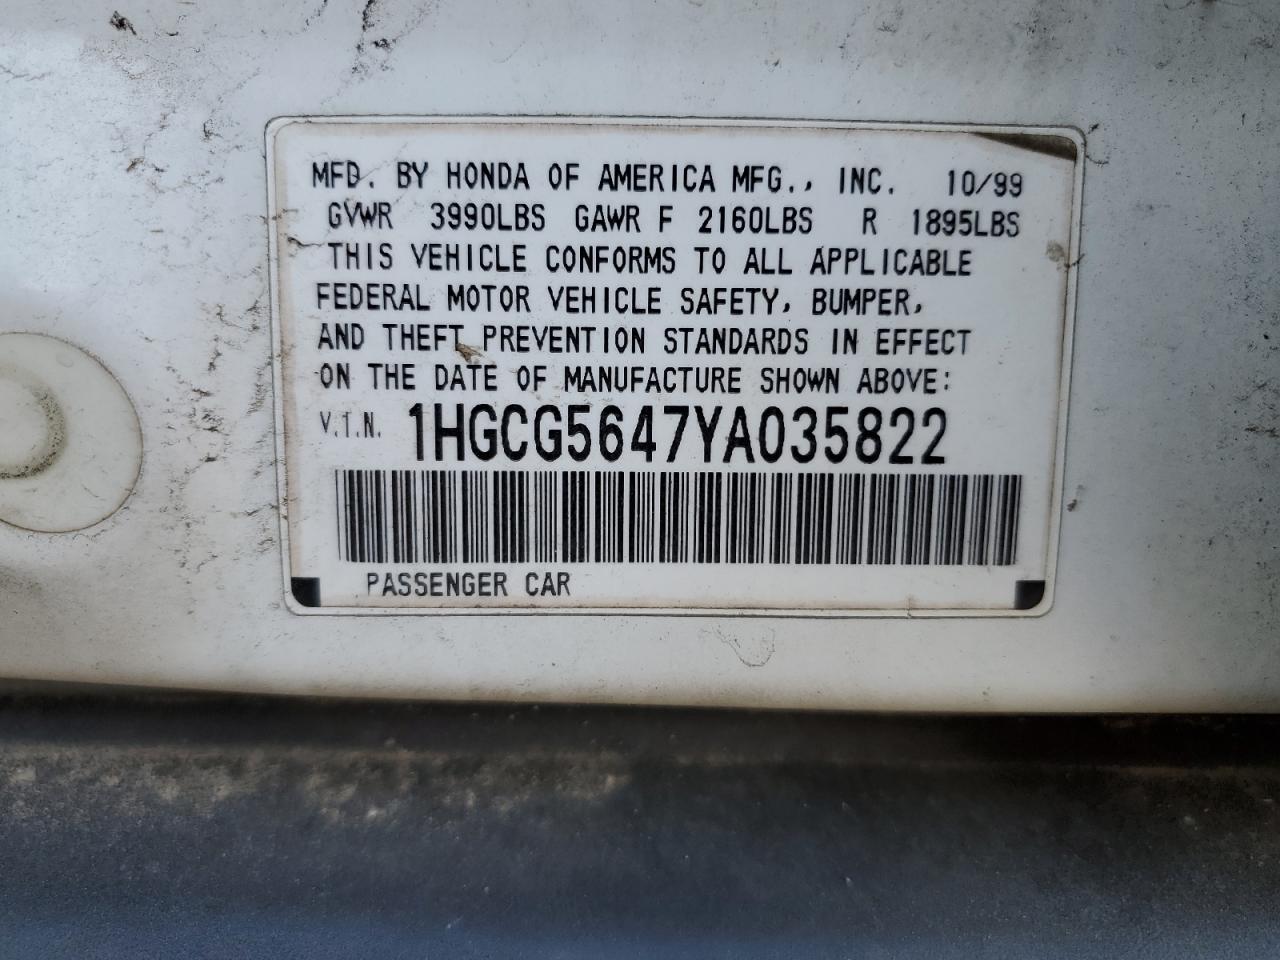 MFD. BY HONDA OF AMERICA MFG., INC. 10/99
GVWR 3990LBS GAWR F 2160LBS R 1895LBS
THIS VEHICLE CONFORMS TO ALL APPLICABLE
FEDERAL MOTOR VEHICLE SAFETY, BUMPER,
AND THEFT PREVENTION STANDARDS IN EFFECT
ON THE DATE OF MANUFACTURE SHOWN ABOVE:
V.I.N. 1HGCG5647YA035822
PASSENGER CAR